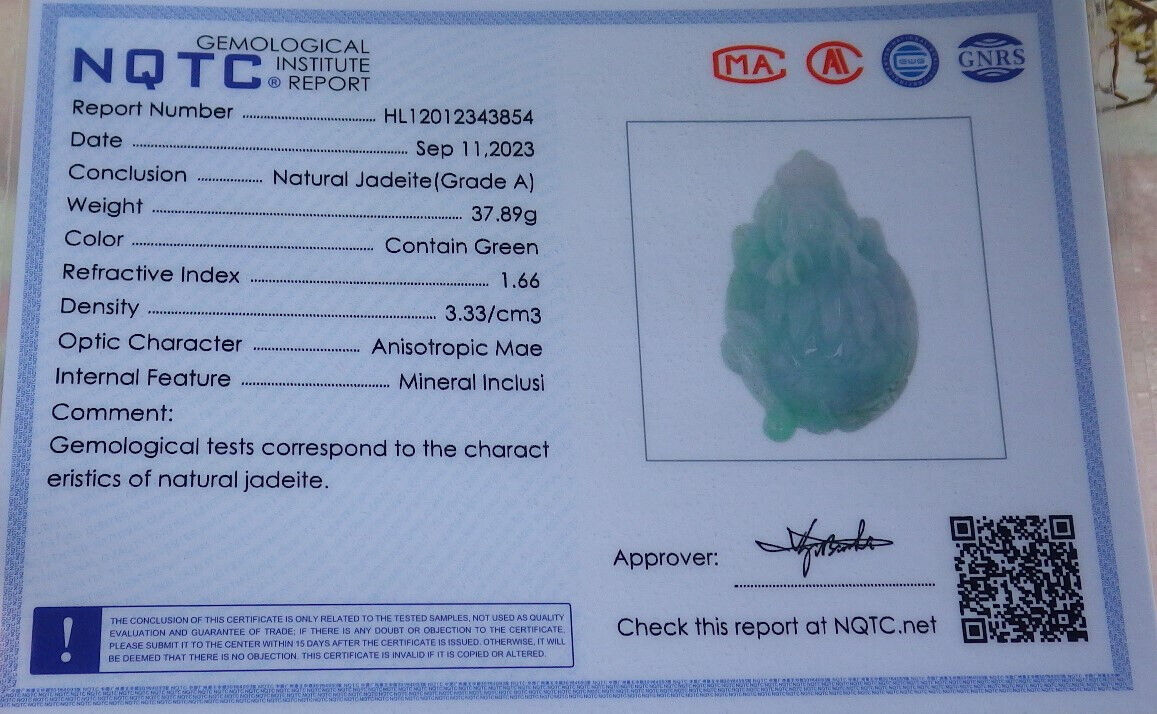 NQTC® GEMOLOGICAL
INSTITUTE
REPORT
MA
GNRS
Report Number ........ HL12012343854
Date ........ Sep 11,2023
Conclusion ........ Natural Jadeite(Grade A)
Weight ........ 37.89g
Color ........ Contain Green
Refractive Index ........ 1.66
Density ........ 3.33/cm3
Optic Character ........ Anisotropic Mae
Internal Feature ........ Mineral Inclusi
Comment:
Gemological tests correspond to the charact
eristics of natural jadeite.
Approver:
Check this report at NQTC.net
!
THE CONCLUSION OF THIS CERTIFICATE IS ONLY RELATED TO THE TESTED SAMPLES, NOT USED AS QUALITY
EVALUATION AND GUARANTEE OF TRADE; IF THERE IS ANY DOUBT OR OBJECTION TO THE CERTIFICATE,
PLEASE SUBMIT IT TO THE CENTER WITHIN 15 DAYS AFTER THE CERTIFICATE IS ISSUED. OTHERWISE, IT WILL
BE DEEMED THAT THERE IS NO OBJECTION. THIS CERTIFICATE IS INVALID IF IT IS COPIED OR ALTERED.